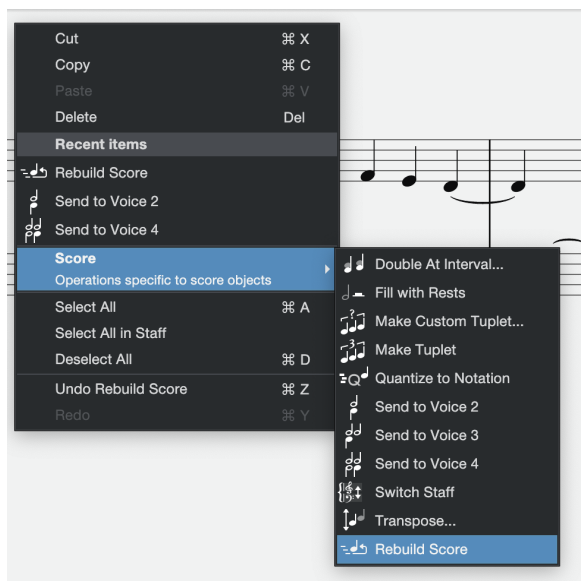 Cut ⌘ X
Copy ⌘ C
Paste ⌘ V
Delete Del
Recent items
Rebuild Score
Send to Voice 2
Send to Voice 4
Score
Operations specific to score objects
Select All ⌘ A
Select All in Staff
Deselect All ⌘ D
Undo Rebuild Score ⌘ Z
Redo ⌘ Y
Double At Interval...
Fill with Rests
Make Custom Tuplet...
Make Tuplet
Quantize to Notation
Send to Voice 2
Send to Voice 3
Send to Voice 4
Switch Staff
Transpose...
Rebuild Score